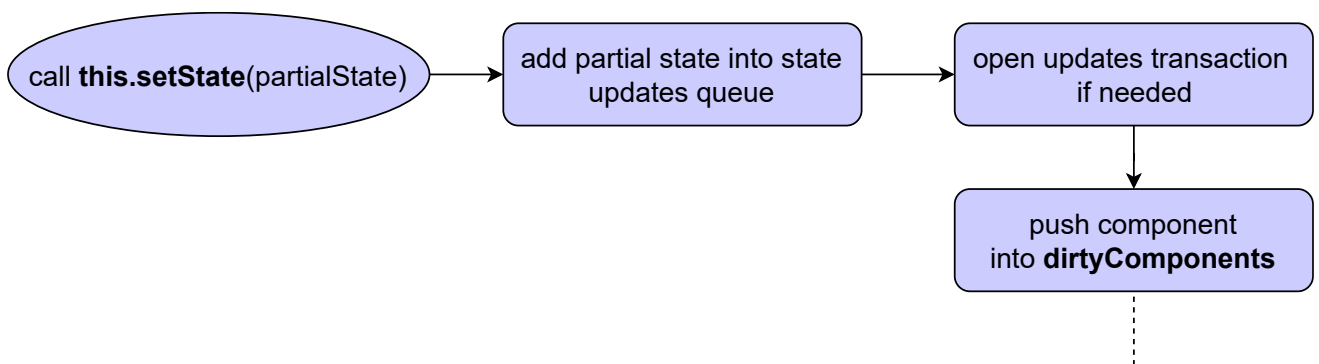 call this.setState(partialState)
add partial state into state
updates queue
open updates transaction
if needed
push component
into dirtyComponents